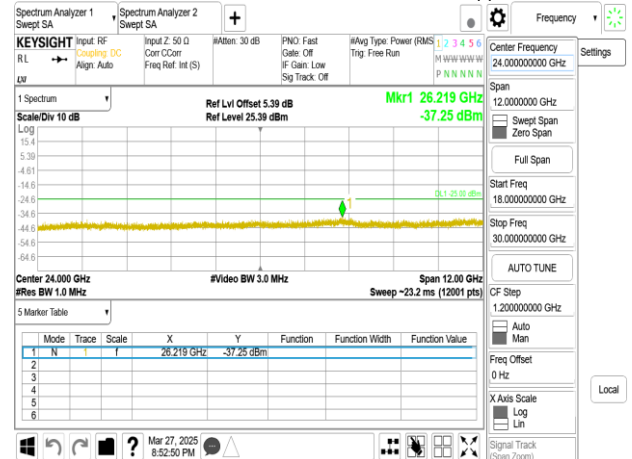 Spectrum Analyzer 1
Swept SA
Spectrum Analyzer 2
Swept SA
+
Frequency
KEYSIGHT
RL
LXI
Input: RF
Coupling: DC
Align: Auto
Input Z: 50 Ω
Corr CCorr
Freq Ref: Int (S)
#Atten: 30 dB
PNO: Fast
Gate: Off
IF Gain: Low
Sig Track: Off
#Avg Type: Power (RMS
Trig: Free Run
1 2 3 4 5 6
M W W W W W
P N N N N N
1 Spectrum
Scale/Div 10 dB
Ref Lvl Offset 5.39 dB
Ref Level 25.39 dBm
Mkr1 26.219 GHz
-37.25 dBm
Log
15.4
5.39
-4.61
-14.6
-24.6
-34.6
-44.6
-54.6
-64.6
DL1 -25.00 dBm
1
Center 24.000 GHz
#Res BW 1.0 MHz
#Video BW 3.0 MHz
Span 12.00 GHz
Sweep ~23.2 ms (12001 pts)
5 Marker Table
Mode Trace Scale X Y Function Function Width Function Value
1 N 1 f 26.219 GHz -37.25 dBm
2
3
4
5
6
Mar 27, 2025
8:52:50 PM
Center Frequency
24.000000000 GHz
Settings
Span
12.0000000 GHz
Swept Span
Zero Span
Full Span
Start Freq
18.000000000 GHz
Stop Freq
30.000000000 GHz
AUTO TUNE
CF Step
1.200000000 GHz
Auto
Man
Freq Offset
0 Hz
X Axis Scale
Log
Lin
Local
Signal Track
(Span Zoom)